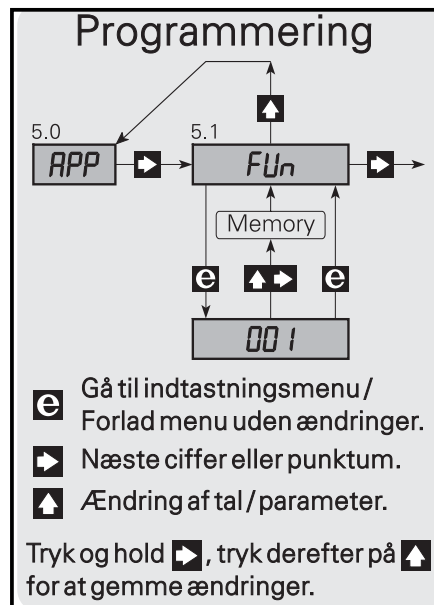 Programmering
5.0
5.1
APP
FUn
Memory
e
e
001
e Gå til indtastningsmenu /
Forlad menu uden ændringer.
Næste ciffer eller punktum.
Ændring af tal / parameter.
Tryk og hold , tryk derefter på
for at gemme ændringer.